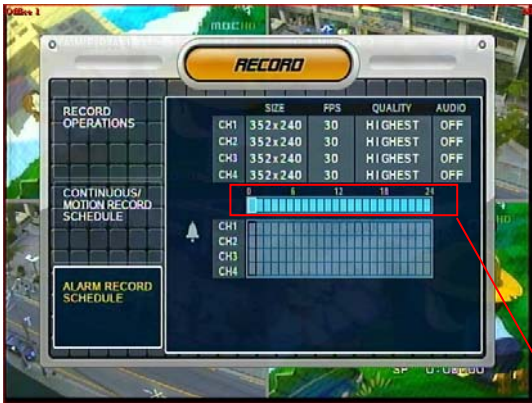 Office 1
RECORD
SIZE FPS QUALITY AUDIO
CH1 352x240 30 HIGHEST OFF
CH2 352x240 30 HIGHEST OFF
CH3 352x240 30 HIGHEST OFF
CH4 352x240 30 HIGHEST OFF
RECORD
OPERATIONS
CONTINUOUS/
MOTION RECORD
SCHEDULE
ALARM RECORD
SCHEDULE
0 6 12 18 24
CH1
CH2
CH3
CH4